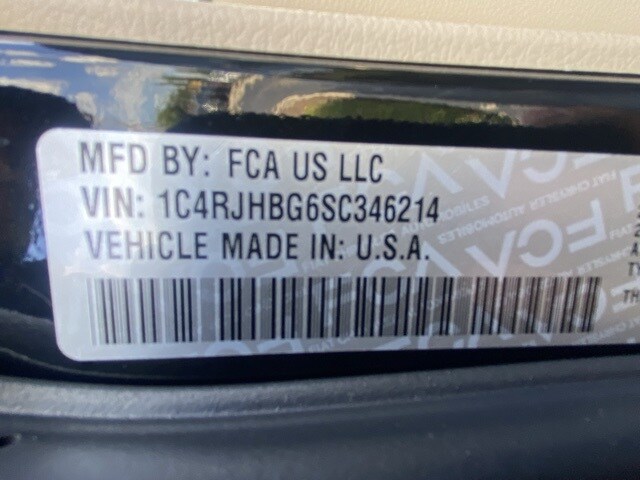 MFD BY: FCA US LLC
VIN: 1C4RJHBG6SC346214
VEHICLE MADE IN: U.S.A.